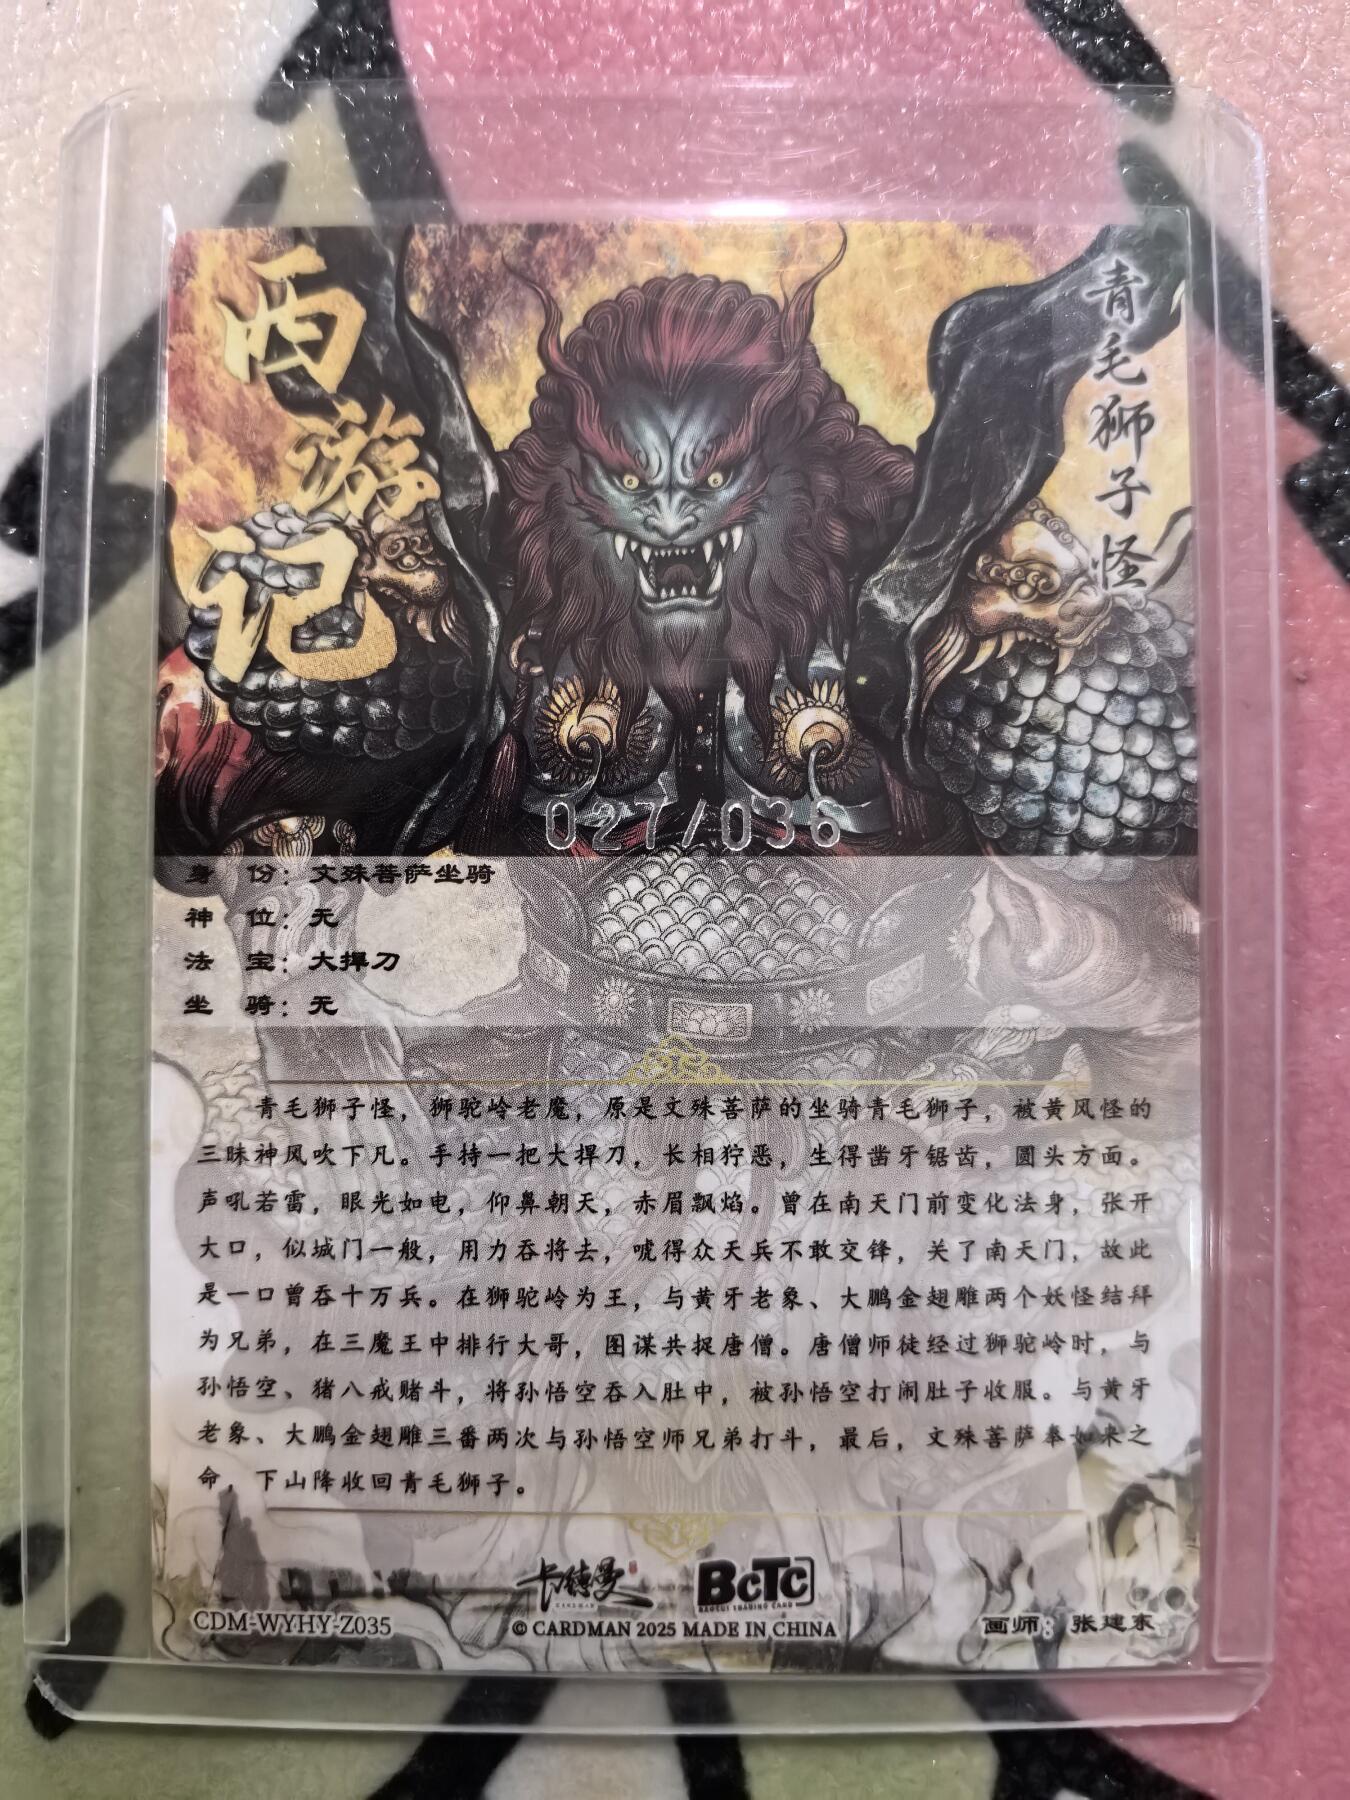 西游记
青毛狮子怪
027/036
身 份：文殊菩萨坐骑
神 位：无
法 宝：大捍刀
坐 骑：无
青毛狮子怪，狮驼岭老魔，原是文殊菩萨的坐骑青毛狮子，被黄风怪的
三昧神风吹下凡。手持一把大捍刀，长相狞恶，生得凿牙锯齿，圆头方面。
声吼若雷，眼光如电，仰鼻朝天，赤眉飘焰。曾在南天门前变化法身，张开
大口，似城门一般，用力吞将去，唬得众天兵不敢交锋，关了南天门，故此
是一口曾吞十万兵。在狮驼岭为王，与黄牙老象、大鹏金翅雕两个妖怪结拜
为兄弟，在三魔王中排行大哥，图谋共捉唐僧。唐僧师徒经过狮驼岭时，与
孙悟空、猪八戒赌斗，将孙悟空吞入肚中，被孙悟空打闹肚子收服。与黄牙
老象、大鹏金翅雕三番两次与孙悟空师兄弟打斗，最后，文殊菩萨奉如来之
命，下山降收回青毛狮子。
卡德曼 BCTC
CARDMAN BAOCUI TRADING CARD
CDM-WYHY-Z035
© CARDMAN 2025 MADE IN CHINA
画师：张建东